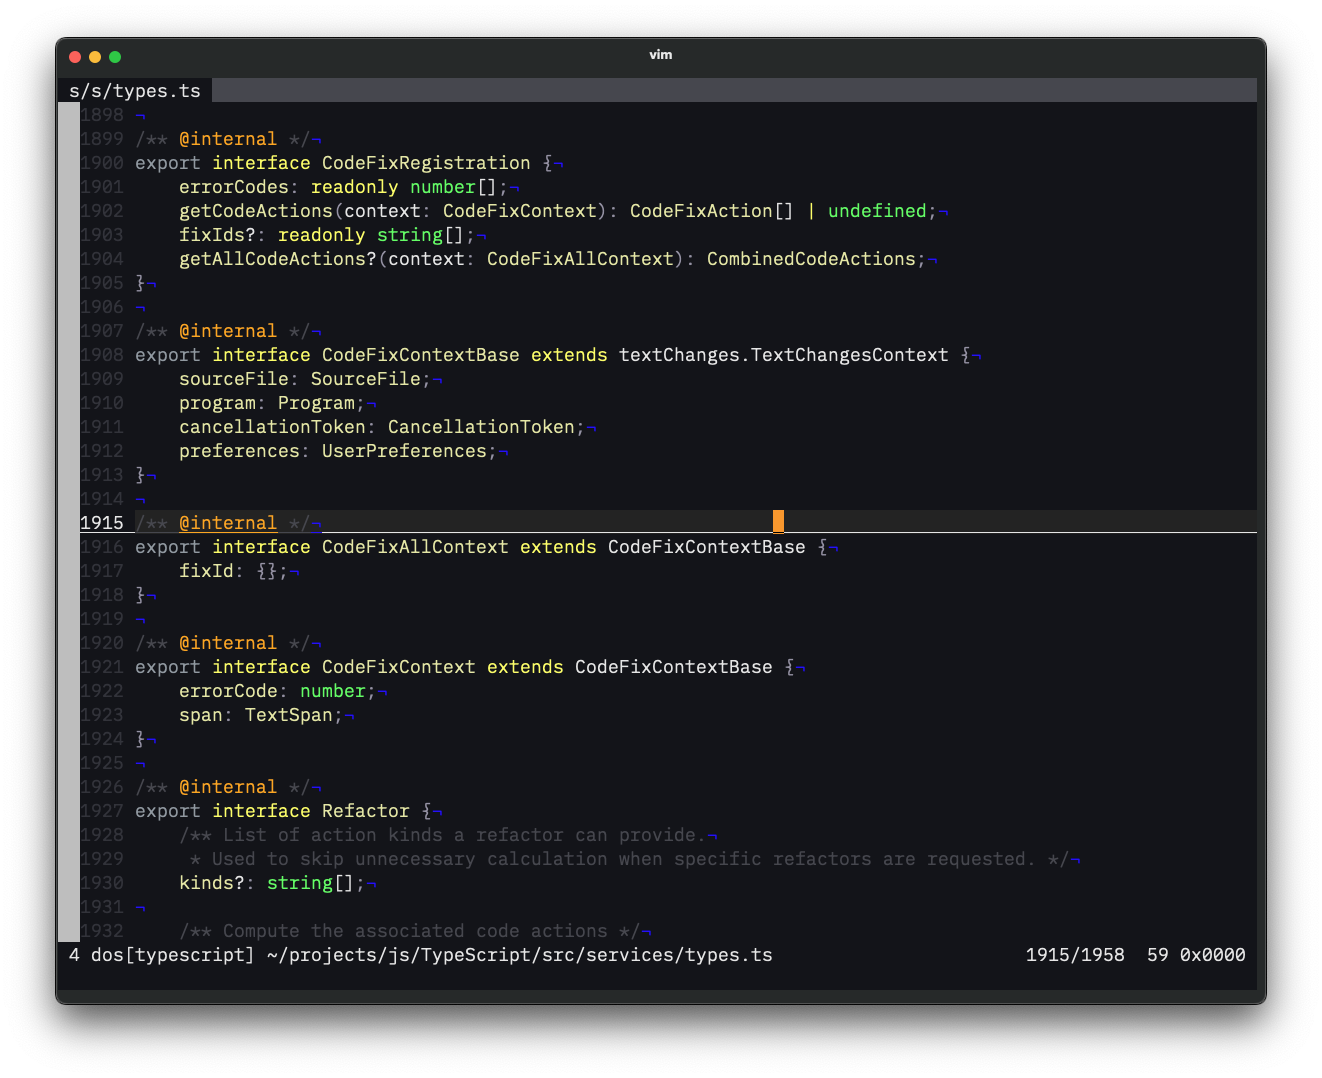 vim
s/s/types.ts
1898 ¬
1899 /** @internal */¬
1900 export interface CodeFixRegistration {¬
1901     errorCodes: readonly number[];¬
1902     getCodeActions(context: CodeFixContext): CodeFixAction[] | undefined;¬
1903     fixIds?: readonly string[];¬
1904     getAllCodeActions?(context: CodeFixAllContext): CombinedCodeActions;¬
1905 }¬
1906 ¬
1907 /** @internal */¬
1908 export interface CodeFixContextBase extends textChanges.TextChangesContext {¬
1909     sourceFile: SourceFile;¬
1910     program: Program;¬
1911     cancellationToken: CancellationToken;¬
1912     preferences: UserPreferences;¬
1913 }¬
1914 ¬
1915 /** @internal */¬
1916 export interface CodeFixAllContext extends CodeFixContextBase {¬
1917     fixId: {};¬
1918 }¬
1919 ¬
1920 /** @internal */¬
1921 export interface CodeFixContext extends CodeFixContextBase {¬
1922     errorCode: number;¬
1923     span: TextSpan;¬
1924 }¬
1925 ¬
1926 /** @internal */¬
1927 export interface Refactor {¬
1928     /** List of action kinds a refactor can provide.¬
1929      * Used to skip unnecessary calculation when specific refactors are requested. */¬
1930     kinds?: string[];¬
1931 ¬
1932     /** Compute the associated code actions */¬
4 dos[typescript] ~/projects/js/TypeScript/src/services/types.ts 1915/1958 59 0x0000